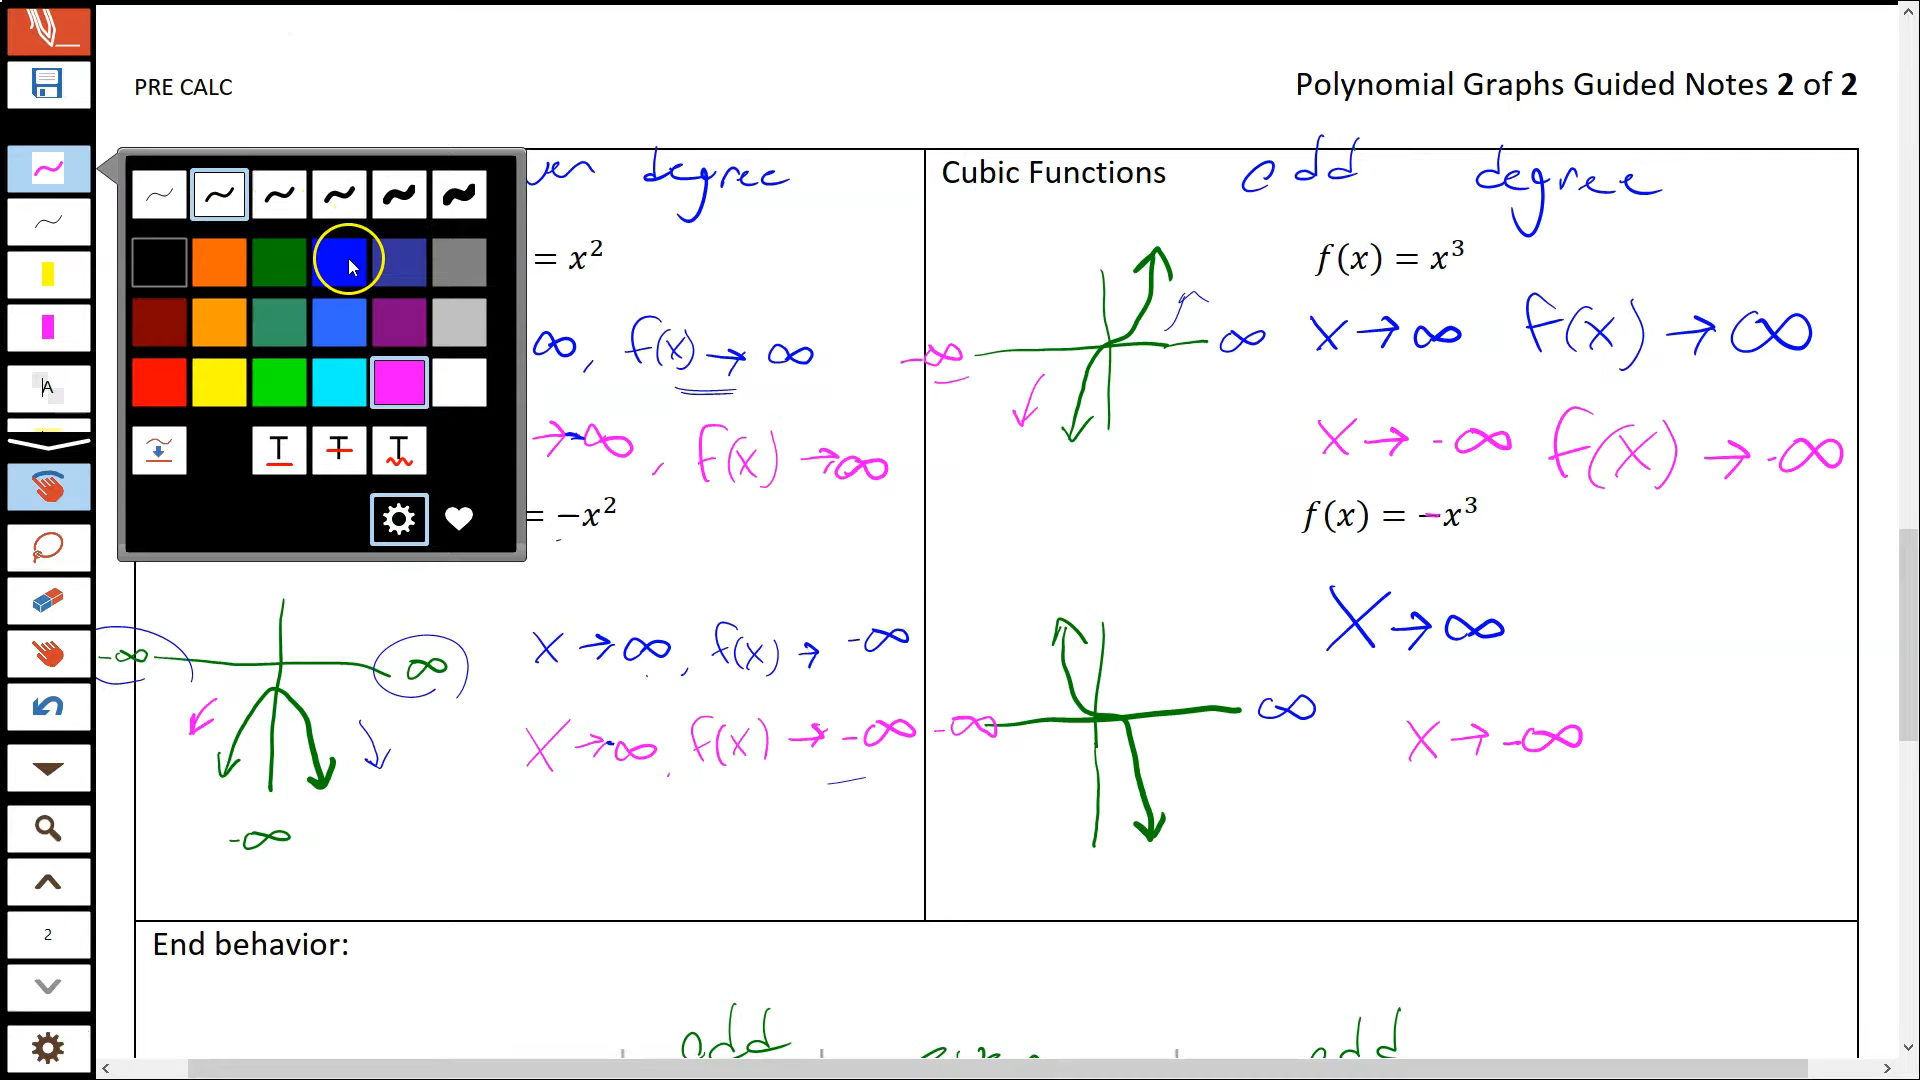 PRE CALC
Polynomial Graphs Guided Notes 2 of 2
degree
= x²
∞, f(x) → ∞
→ -∞, f(x) → ∞
= −x²
-∞
∞
x → ∞, f(x) → -∞
X → -∞, f(x) → -∞
-∞
Cubic Functions odd degree
f(x) = x³
-∞
∞
X → ∞ f(x) → ∞
X → -∞ f(x) → -∞
f(x) = −x³
X → ∞
-∞
∞
X → -∞
End behavior:
odd
odd
A
T T T
2